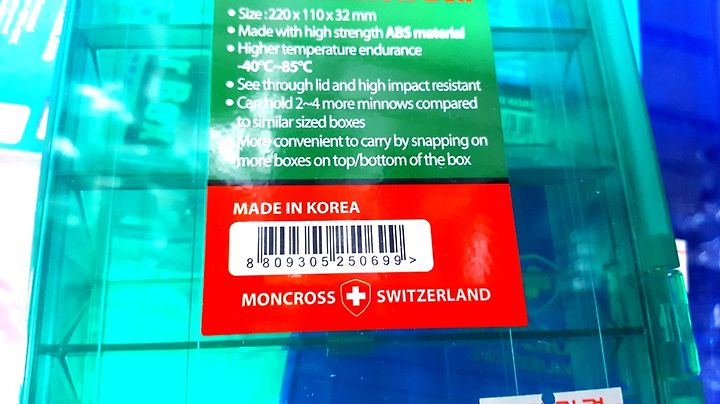 • Size : 220 x 110 x 32 mm
• Made with high strength ABS material
• Higher temperature endurance
-40°C~85°C
• See through lid and high impact resistant
• Can hold 2~4 more minnows compared
to similar sized boxes
• More convenient to carry by snapping on
more boxes on top/bottom of the box
MADE IN KOREA
8 809305 250699 >
MONCROSS SWITZERLAND